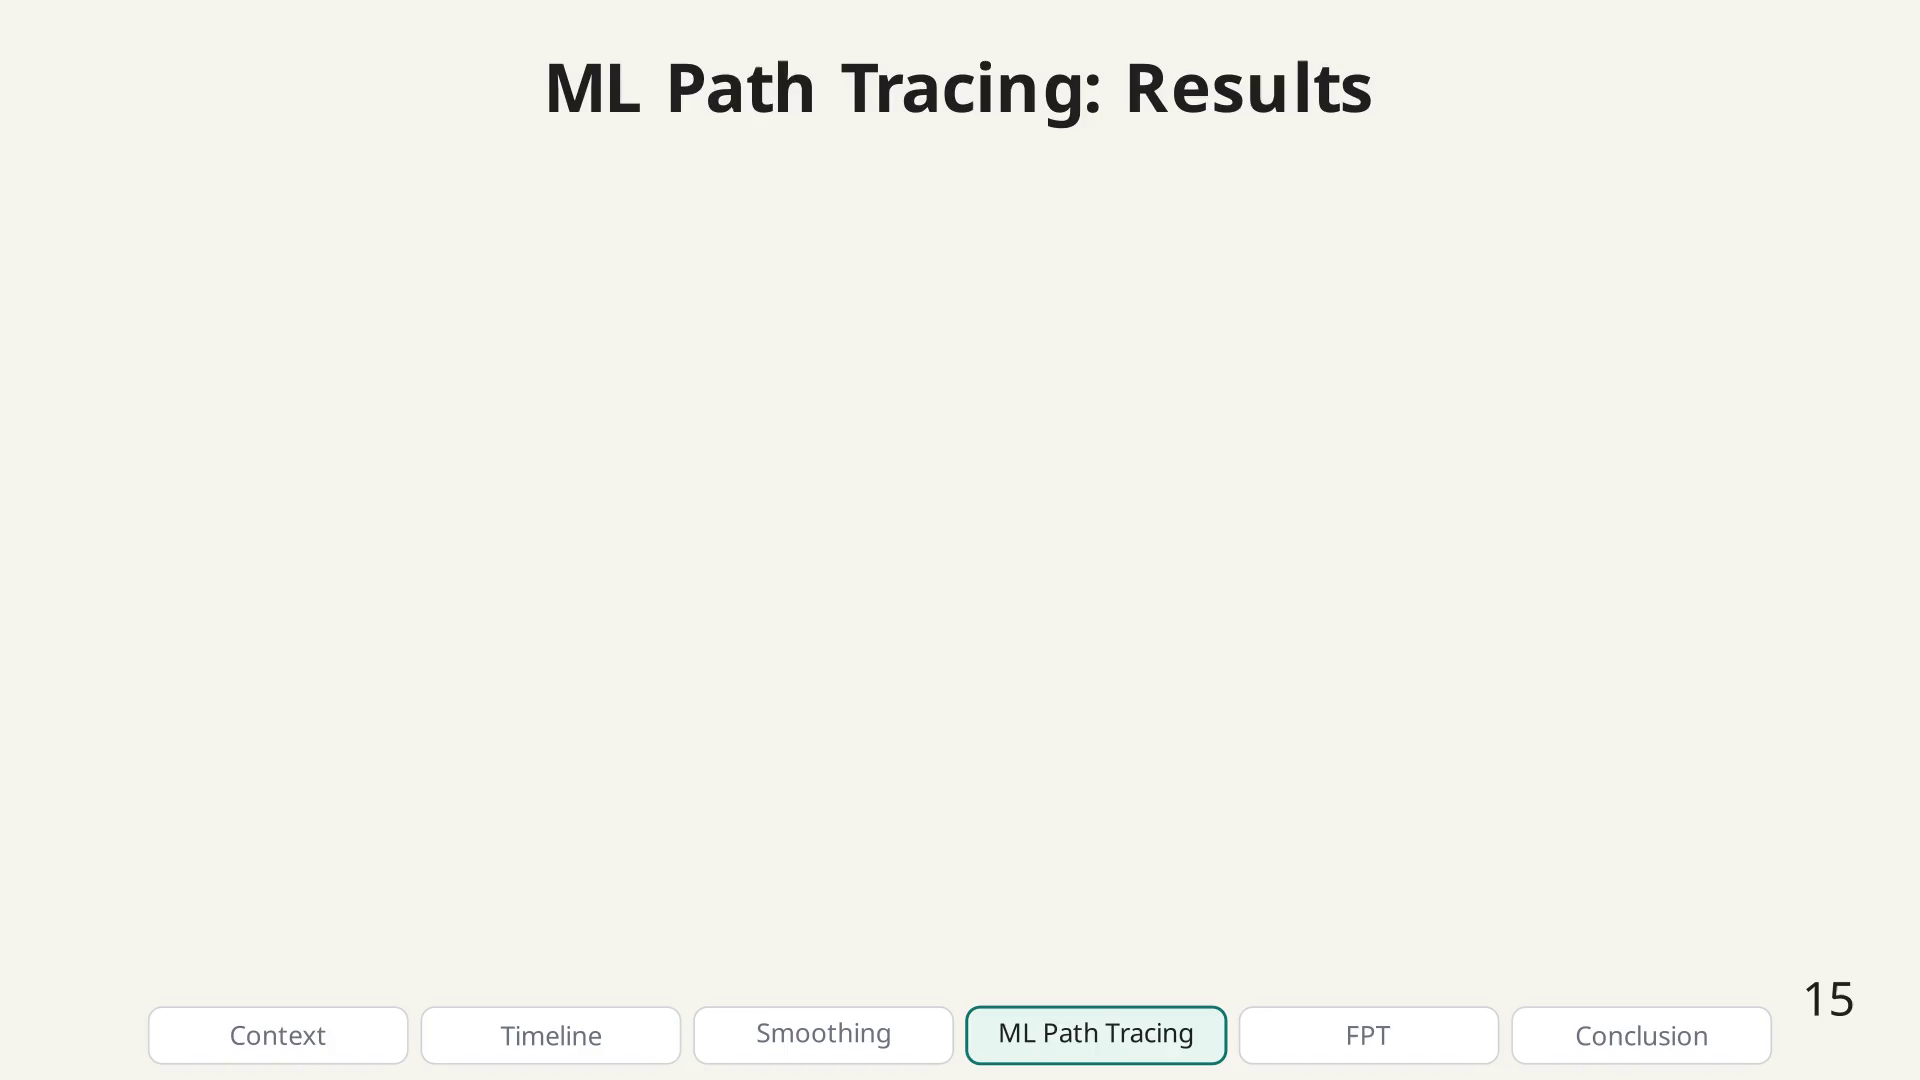 ML Path Tracing: Results
15
Context
Timeline
Smoothing
ML Path Tracing
FPT
Conclusion